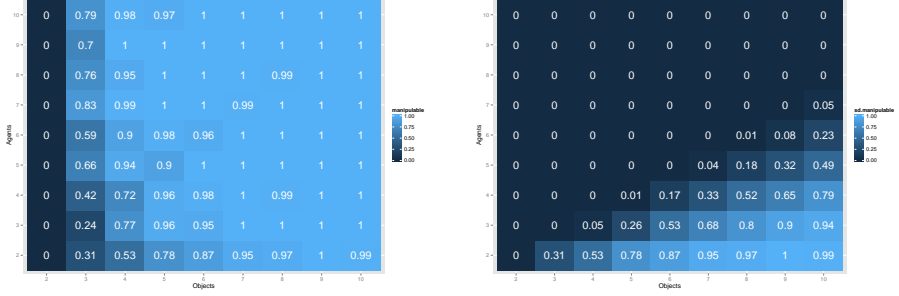 10 0 0.79 0.98 0.97 1 1 1 1 1
9 0 0.7 1 1 1 1 1 1 1
8 0 0.76 0.95 1 1 1 0.99 1 1
7 0 0.83 0.99 1 1 0.99 1 1 1
6 0 0.59 0.9 0.98 0.96 1 1 1 1
5 0 0.66 0.94 0.9 1 1 1 1 1
4 0 0.42 0.72 0.96 0.98 1 0.99 1 1
3 0 0.24 0.77 0.96 0.95 1 1 1 1
2 0 0.31 0.53 0.78 0.87 0.95 0.97 1 0.99
2 3 4 5 6 7 8 9 10
Objects
Agents
manipulable
1.00
0.75
0.50
0.25
0.00
10 0 0 0 0 0 0 0 0 0
9 0 0 0 0 0 0 0 0 0
8 0 0 0 0 0 0 0 0 0
7 0 0 0 0 0 0 0 0 0.05
6 0 0 0 0 0 0 0.01 0.08 0.23
5 0 0 0 0 0 0.04 0.18 0.32 0.49
4 0 0 0 0.01 0.17 0.33 0.52 0.65 0.79
3 0 0 0.05 0.26 0.53 0.68 0.8 0.9 0.94
2 0 0.31 0.53 0.78 0.87 0.95 0.97 1 0.99
2 3 4 5 6 7 8 9 10
Objects
Agents
sd.manipulable
1.00
0.75
0.50
0.25
0.00